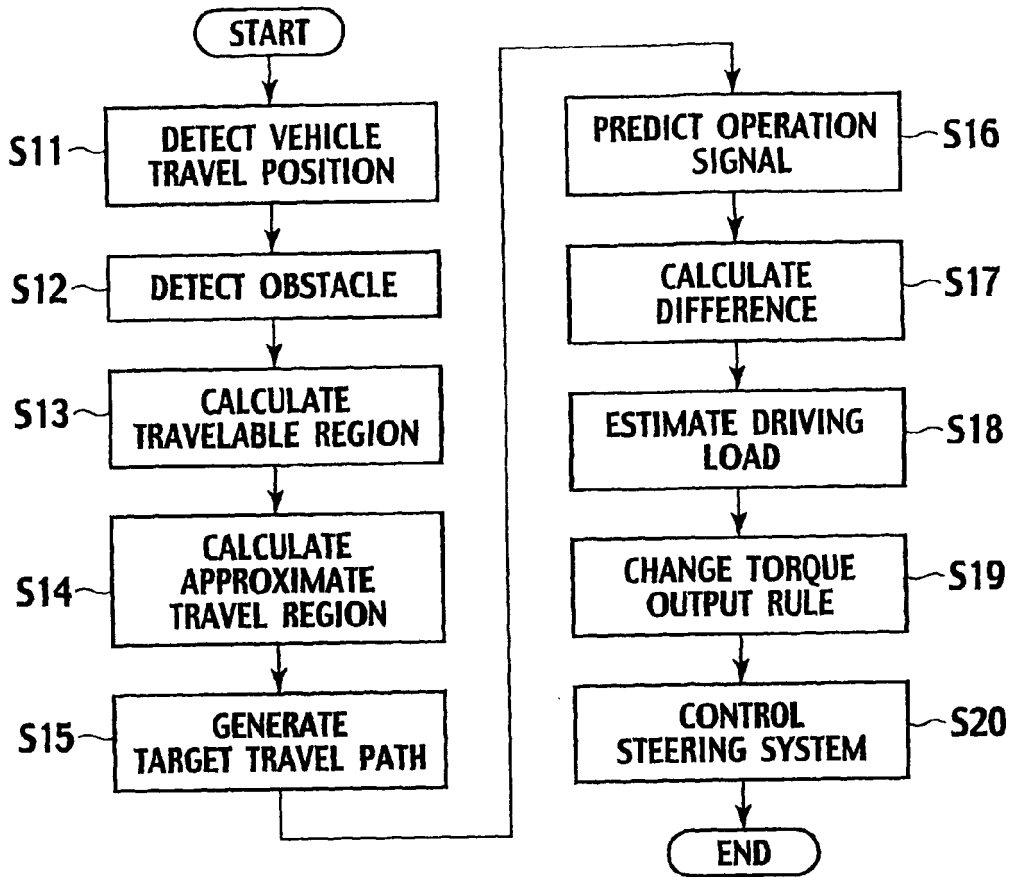 START
S11
DETECT VEHICLE
TRAVEL POSITION
S12
DETECT OBSTACLE
S13
CALCULATE
TRAVELABLE REGION
S14
CALCULATE
APPROXIMATE
TRAVEL REGION
S15
GENERATE
TARGET TRAVEL PATH
PREDICT OPERATION
SIGNAL
S16
CALCULATE
DIFFERENCE
S17
ESTIMATE DRIVING
LOAD
S18
CHANGE TORQUE
OUTPUT RULE
S19
CONTROL
STEERING SYSTEM
S20
END